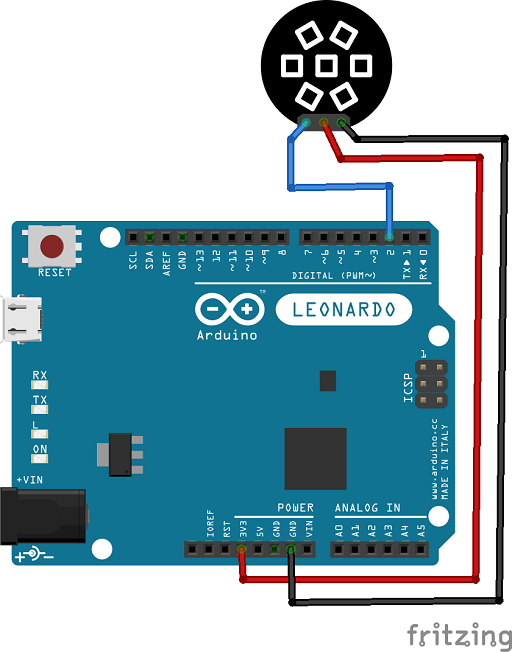 RESET
SCL
SDA
AREF
GND
~13
12
~11
~10
~9
8
7
~6
~5
4
~3
2
TX▶1
RX◀0
DIGITAL (PWM~)
TM
LEONARDO
Arduino
1
ICSP
RX
TX
L
ON
+VIN
www.arduino.cc
MADE IN ITALY
POWER
ANALOG IN
IOREF
RST
3V3
5V
GND
GND
VIN
A0
A1
A2
A3
A4
A5
fritzing